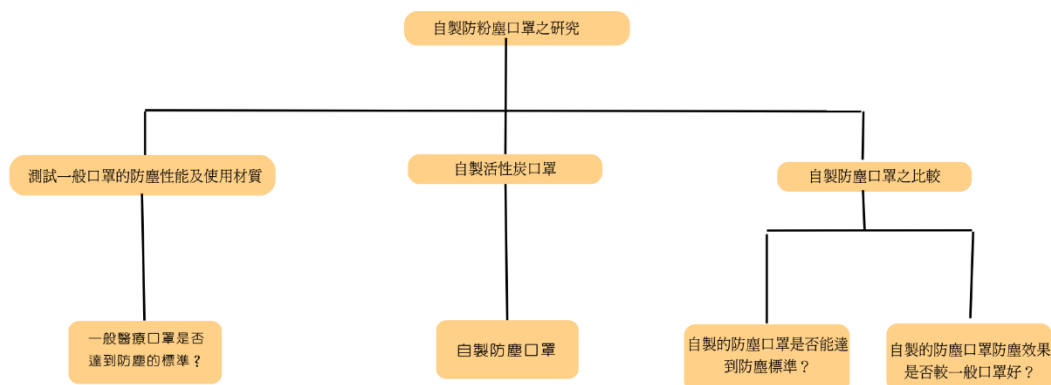 自製防粉塵口罩之研究
測試一般口罩的防塵性能及使用材質
自製活性炭口罩
自製防塵口罩之比較
一般醫療口罩是否
達到防塵的標準？
自製防塵口罩
自製的防塵口罩是否能達
到防塵標準？
自製的防塵口罩防塵效果
是否較一般口罩好？